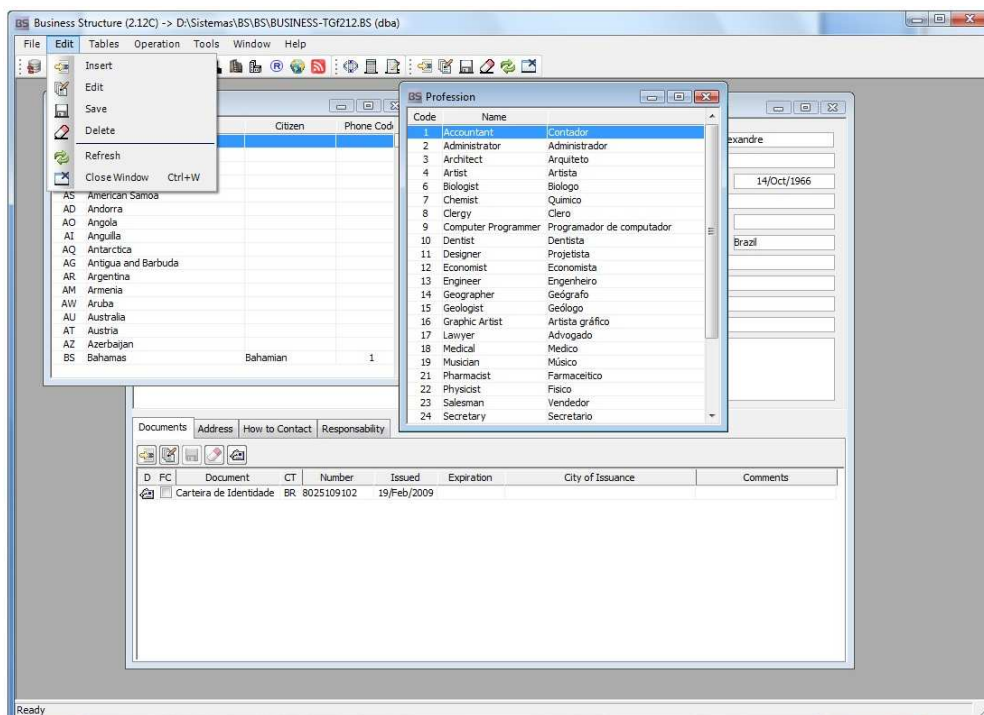 BS Business Structure (2.12C) -> D:\Sistemas\BS\BS\BUSINESS-TGf212.BS (dba)
File Edit Tables Operation Tools Window Help
Insert
Edit
Save
Delete
Refresh
Close Window Ctrl+W
Citizen Phone Code
AS American Samoa
AD Andorra
AO Angola
AI Anguilla
AQ Antarctica
AG Antigua and Barbuda
AR Argentina
AM Armenia
AW Aruba
AU Australia
AT Austria
AZ Azerbaijan
BS Bahamas Bahamian 1
BS Profession
Code Name
1 Accountant Contador
2 Administrator Administrador
3 Architect Arquiteto
4 Artist Artista
6 Biologist Biologo
7 Chemist Quimico
8 Clergy Clero
9 Computer Programmer Programador de computador
10 Dentist Dentista
11 Designer Projetista
12 Economist Economista
13 Engineer Engenheiro
14 Geographer Geógrafo
15 Geologist Geólogo
16 Graphic Artist Artista gráfico
17 Lawyer Advogado
18 Medical Medico
19 Musician Músico
21 Pharmacist Farmaceitico
22 Physicist Fisico
23 Salesman Vendedor
24 Secretary Secretario
exandre
14/Oct/1966
Brazil
Documents Address How to Contact Responsability
D FC Document CT Number Issued Expiration City of Issuance Comments
Carteira de Identidade BR 8025109102 19/Feb/2009
Ready